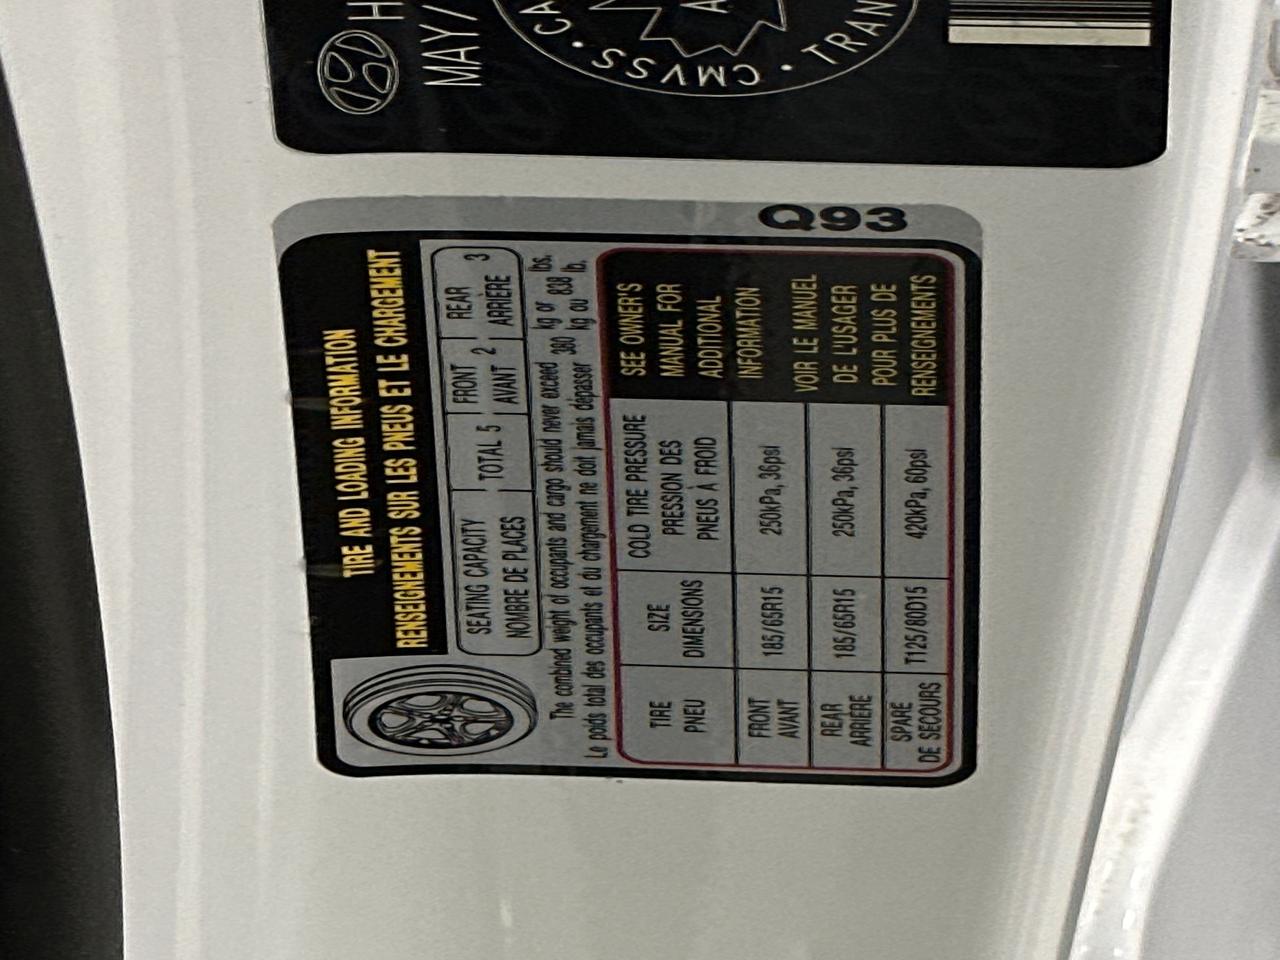 H
MAY/
CMVSS • TRAN
Q93
TIRE AND LOADING INFORMATION
RENSEIGNEMENTS SUR LES PNEUS ET LE CHARGEMENT
SEATING CAPACITY
NOMBRE DE PLACES
TOTAL 5
FRONT
AVANT 2
REAR
ARRIÈRE 3
The combined weight of occupants and cargo should never exceed 380 kg or 838 lbs.
Le poids total des occupants et du chargement ne doit jamais dépasser 380 kg ou 838 lb.
TIRE
PNEU
SIZE
DIMENSIONS
COLD TIRE PRESSURE
PRESSION DES
PNEUS À FROID
FRONT
AVANT
185/65R15
250kPa, 36psi
REAR
ARRIÈRE
185/65R15
250kPa, 36psi
SPARE
DE SECOURS
T125/80D15
420kPa, 60psi
SEE OWNER'S
MANUAL FOR
ADDITIONAL
INFORMATION
VOIR LE MANUEL
DE L'USAGER
POUR PLUS DE
RENSEIGNEMENTS